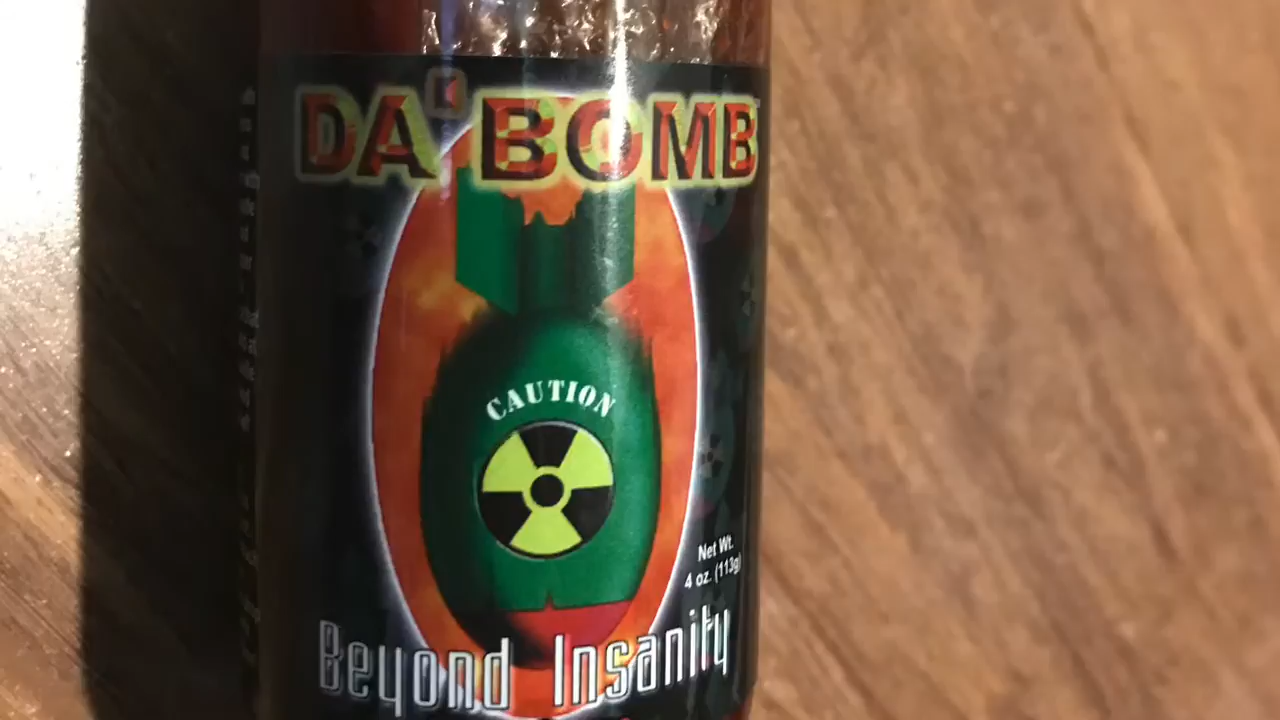 DA' BOMB
CAUTION
Net Wt.
4 oz. (113g)
Beyond Insanity